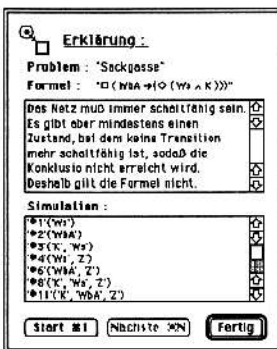 Erklärung :
Problem : "Sackgasse"
Formel : "□ ( WbA →(◇ (Ws ∧ K)))"
Das Netz muß immer schaltfähig sein.
Es gibt aber mindestens einen
Zustand, bei dem keine Transition
mehr schaltfähig ist, sodaß die
Konklusio nicht erreicht wird.
Deshalb gilt die Formel nicht.
Simulation :
'*1'('Ws')
'*2'('WbA')
'*3'('K', 'Ws')
'*4'('Ws', 'Z')
'*6'('WbA', 'Z')
'*8'('K', 'Ws', 'Z')
'*11'('K', 'WbA', 'Z')
Start ⌘I Nächste ⌘N Fertig